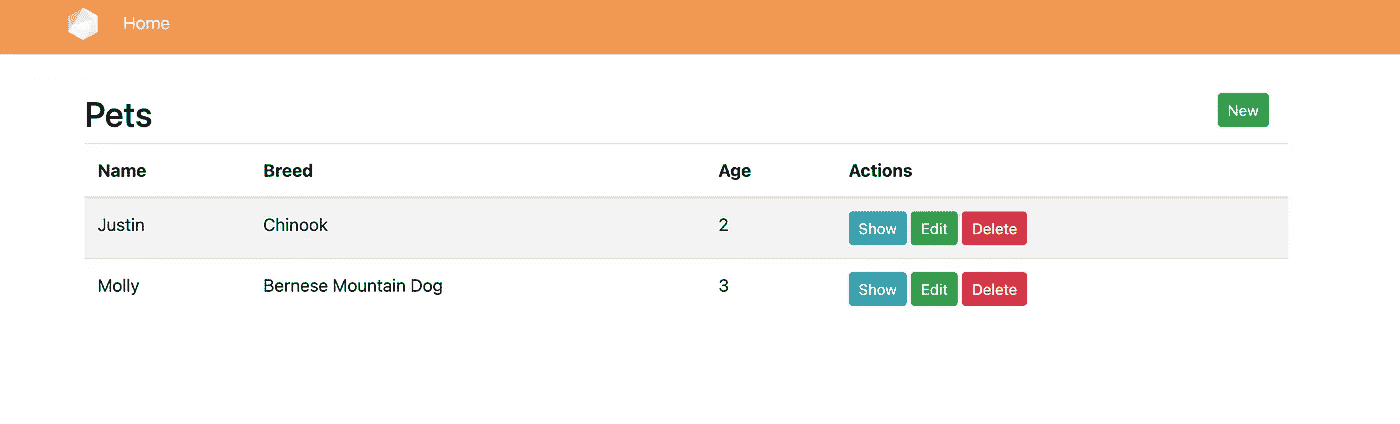 Home
Pets
New
Name Breed Age Actions
Justin Chinook 2 Show Edit Delete
Molly Bernese Mountain Dog 3 Show Edit Delete